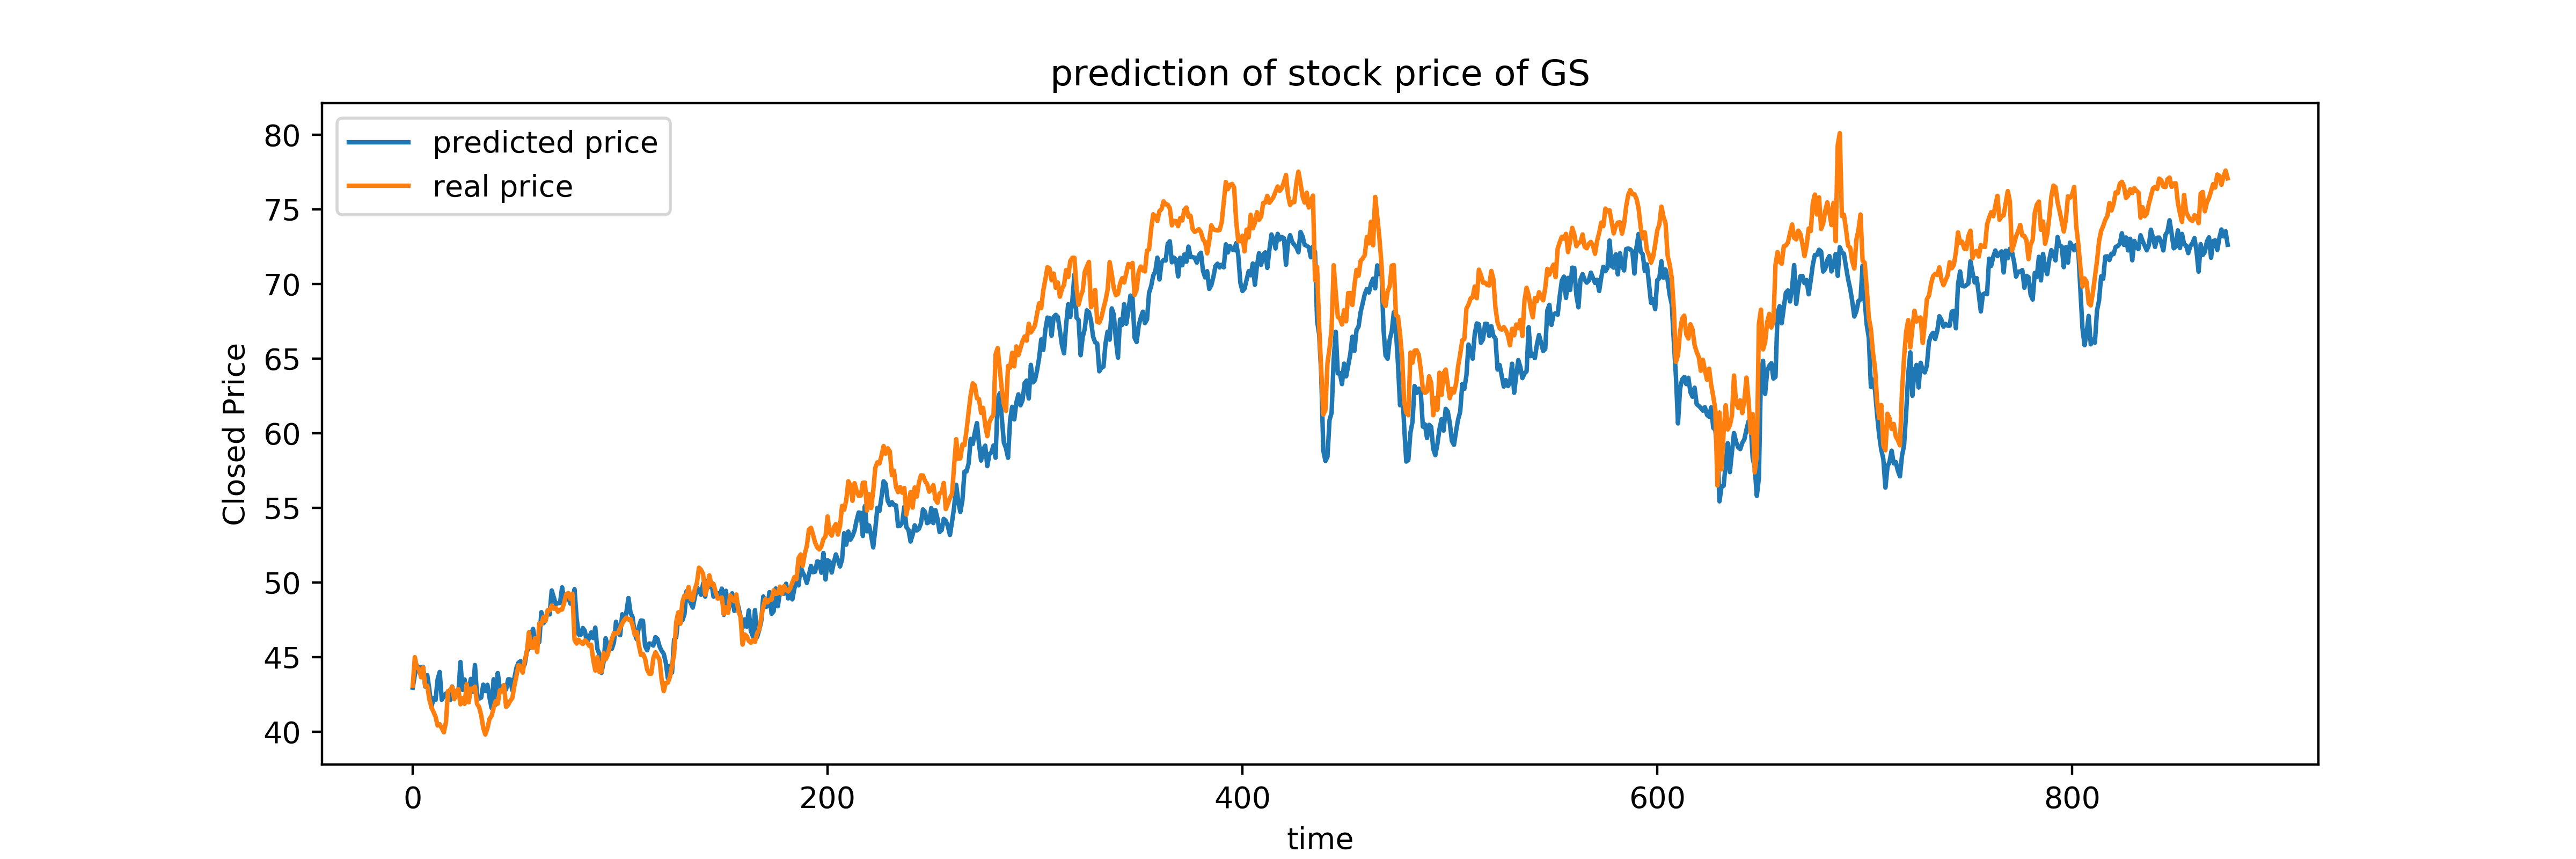 prediction of stock price of GS
predicted price
real price
Closed Price
80
75
70
65
60
55
50
45
40
0
200
400
600
800
time